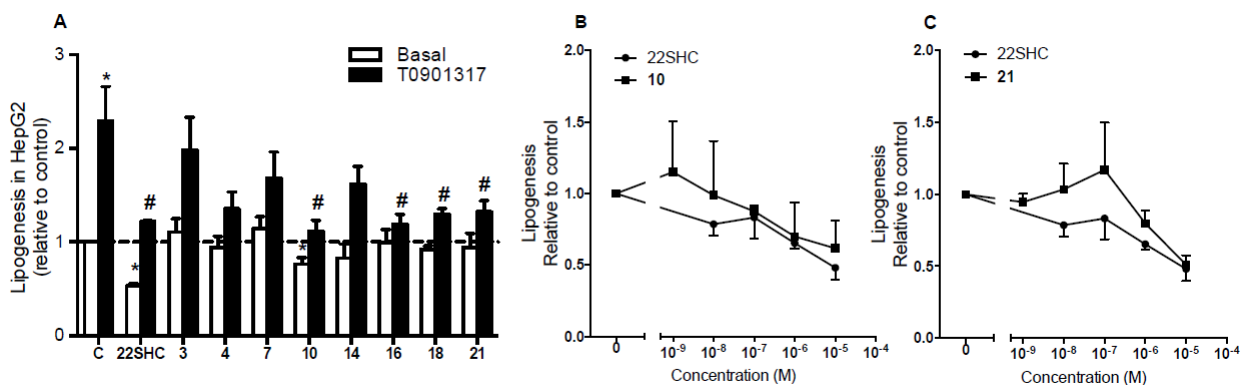 A
Basal
T0901317
Lipogenesis in HepG2
(relative to control)
3
2
1
0
*
*
#
*
#
#
#
#
C 22SHC 3 4 7 10 14 16 18 21
B
22SHC
10
Lipogenesis
Relative to control
2.0
1.5
1.0
0.5
0.0
0 10⁻⁹ 10⁻⁸ 10⁻⁷ 10⁻⁶ 10⁻⁵ 10⁻⁴
Concentration (M)
C
22SHC
21
Lipogenesis
Relative to control
2.0
1.5
1.0
0.5
0.0
0 10⁻⁹ 10⁻⁸ 10⁻⁷ 10⁻⁶ 10⁻⁵ 10⁻⁴
Concentration (M)